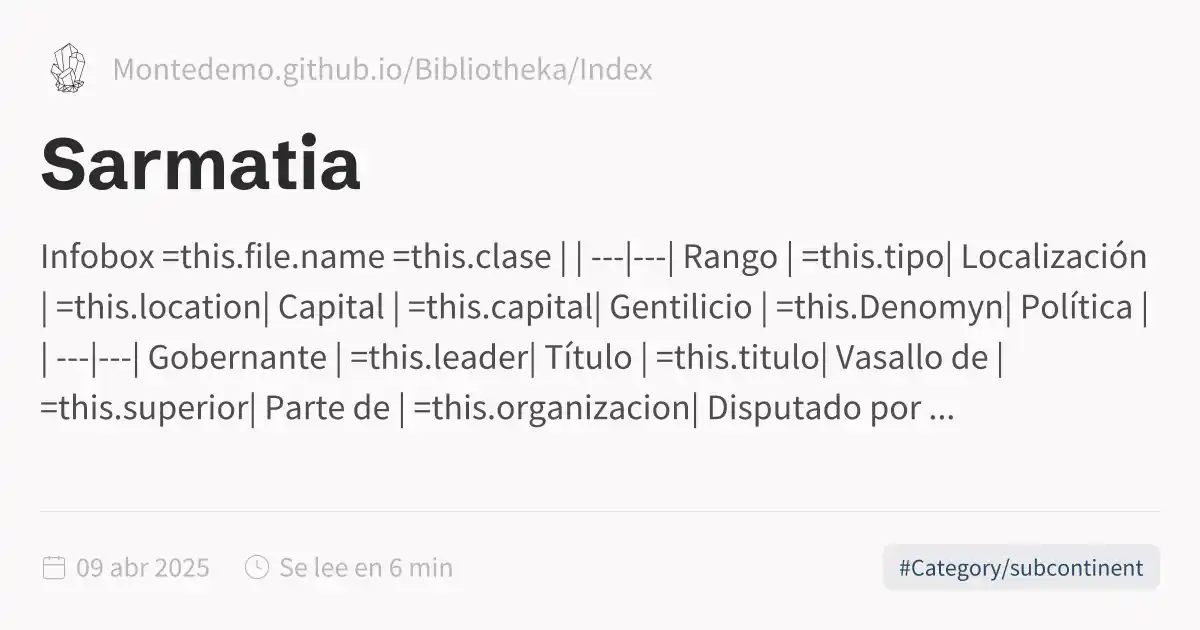 Montedemo.github.io/Bibliotheka/Index
Sarmatia
Infobox =this.file.name =this.clase | | ---|---| Rango | =this.tipo| Localización
| =this.location| Capital | =this.capital| Gentilicio | =this.Denomyn| Política |
| ---|---| Gobernante | =this.leader| Título | =this.titulo| Vasallo de |
=this.superior| Parte de | =this.organizacion| Disputado por ...
09 abr 2025 Se lee en 6 min #Category/subcontinent